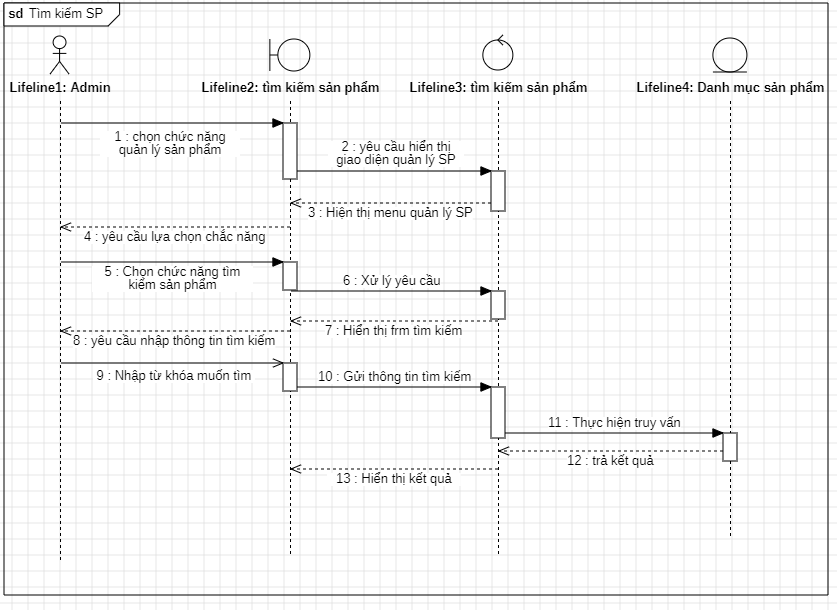 sd Tìm kiếm SP
Lifeline1: Admin
Lifeline2: tìm kiếm sản phẩm
Lifeline3: tìm kiếm sản phẩm
Lifeline4: Danh mục sản phẩm
1 : chọn chức năng
quản lý sản phẩm
2 : yêu cầu hiển thị
giao diện quản lý SP
3 : Hiện thị menu quản lý SP
4 : yêu cầu lựa chọn chắc năng
5 : Chọn chức năng tìm
kiếm sản phẩm
6 : Xử lý yêu cầu
7 : Hiển thị frm tìm kiếm
8 : yêu cầu nhập thông tin tìm kiếm
9 : Nhập từ khóa muốn tìm
10 : Gửi thông tin tìm kiếm
11 : Thực hiện truy vấn
12 : trả kết quả
13 : Hiển thị kết quả